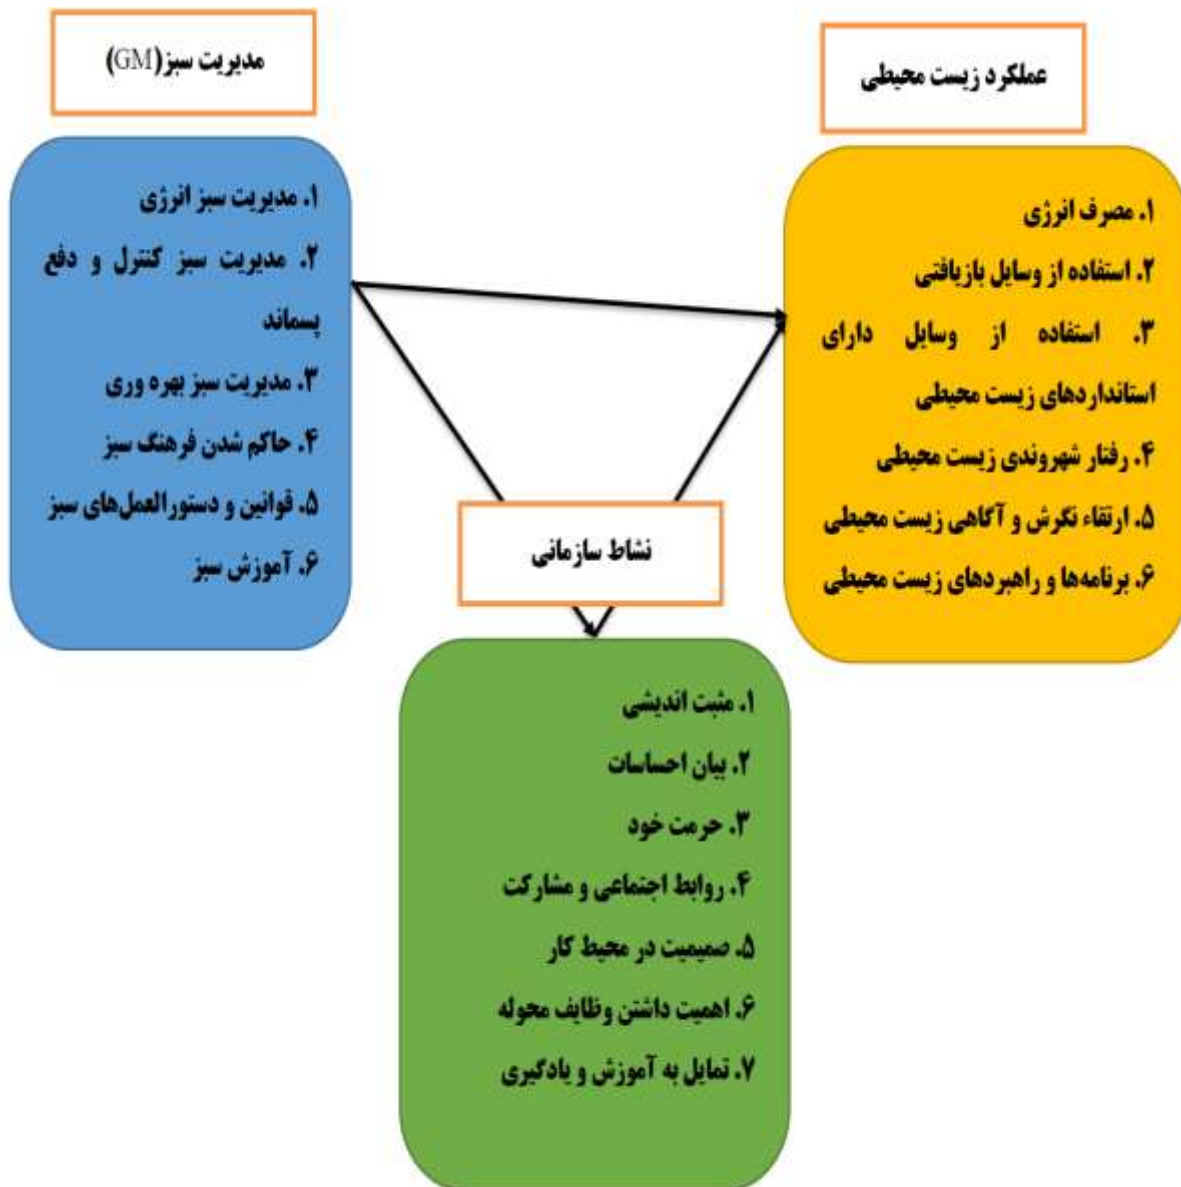 عملکرد زیست محیطی
۱. مصرف انرژی
۲. استفاده از وسایل بازیافتی
۳. استفاده از وسایل دارای
استانداردهای زیست محیطی
۴. رفتار شهروندی زیست محیطی
۵. ارتقاء نگرش و آگاهی زیست محیطی
۶. برنامه‌ها و راهبردهای زیست محیطی
مدیریت سبز(GM)
۱. مدیریت سبز انرژی
۲. مدیریت سبز کنترل و دفع
پسماند
۳. مدیریت سبز بهره وری
۴. حاکم شدن فرهنگ سبز
۵. قوانین و دستورالعمل‌های سبز
۶. آموزش سبز
نشاط سازمانی
۱. مثبت اندیشی
۲. بیان احساسات
۳. حرمت خود
۴. روابط اجتماعی و مشارکت
۵. صمیمیت در محیط کار
۶. اهمیت داشتن وظایف محوله
۷. تمایل به آموزش و یادگیری